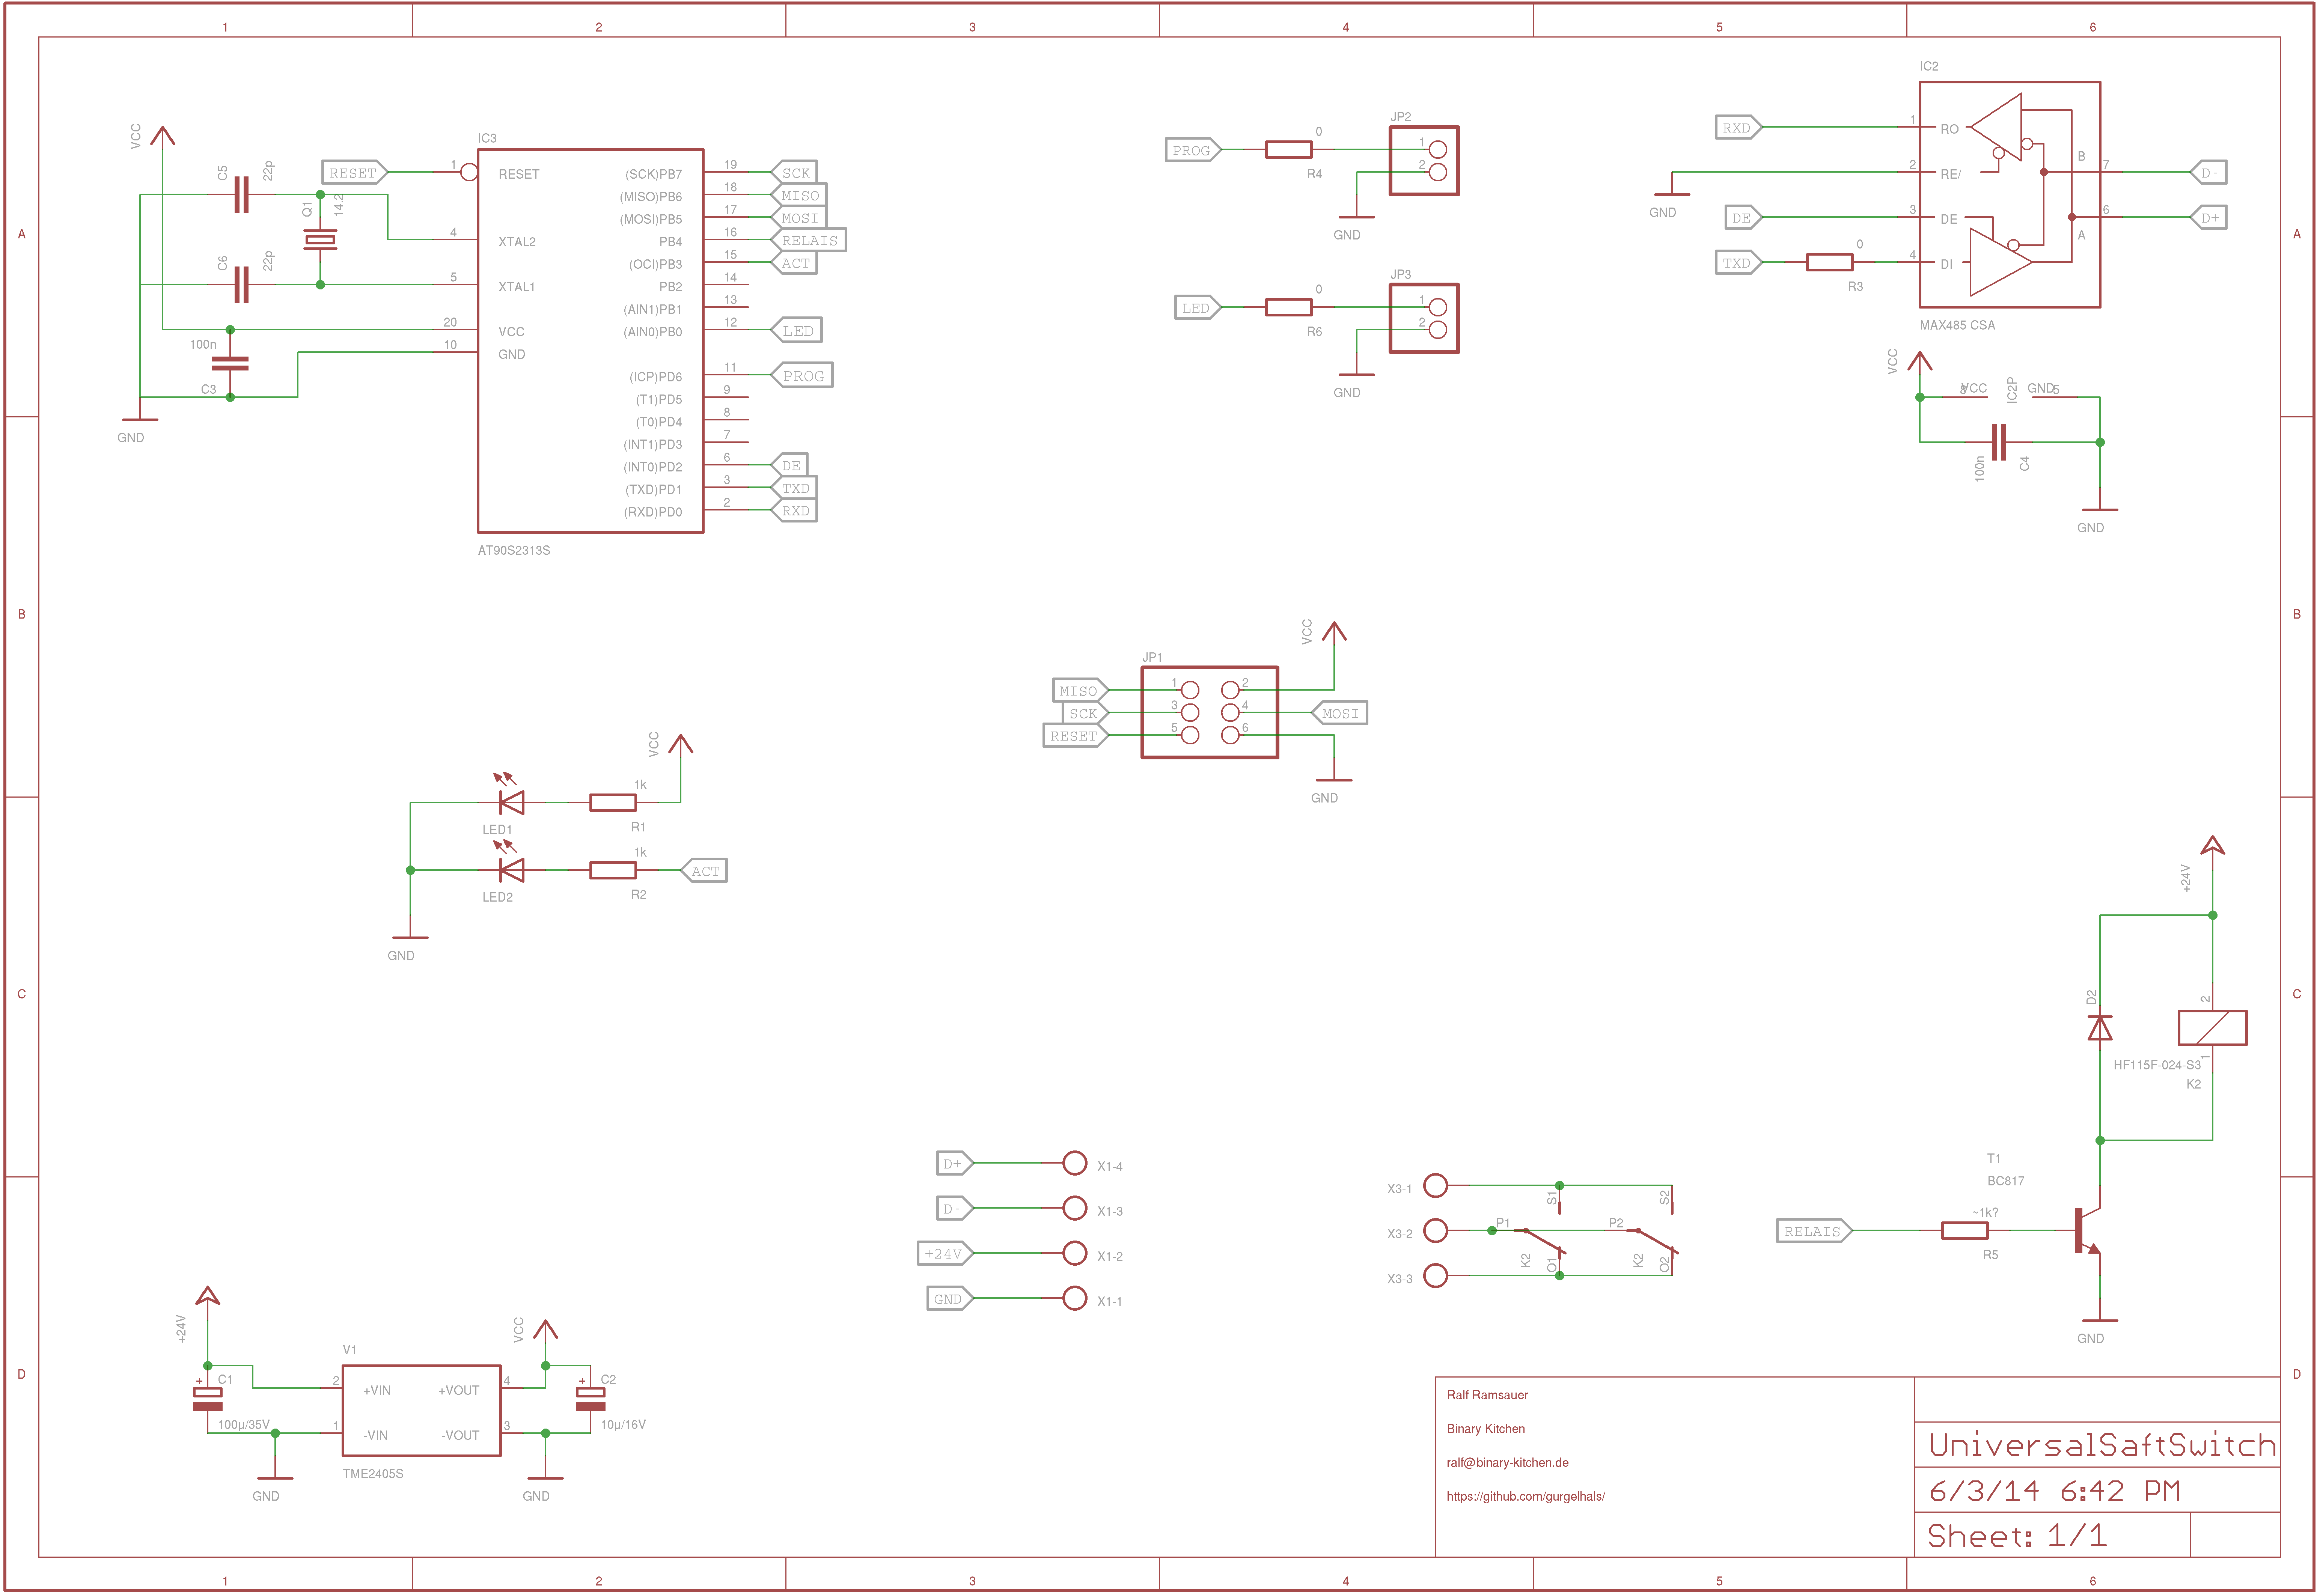 1 2 3 4 5 6
A A
B B
C C
D D
VCC
C5
22p
RESET
Q1
14.2
C6
22p
100n
C3
GND
IC3
1 RESET
4 XTAL2
5 XTAL1
20 VCC
10 GND
(SCK)PB7 19 SCK
(MISO)PB6 18 MISO
(MOSI)PB5 17 MOSI
PB4 16 RELAIS
(OCI)PB3 15 ACT
PB2 14
(AIN1)PB1 13
(AIN0)PB0 12 LED
(ICP)PD6 11 PROG
(T1)PD5 9
(T0)PD4 8
(INT1)PD3 7
(INT0)PD2 6 DE
(TXD)PD1 3 TXD
(RXD)PD0 2 RXD
AT90S2313S
JP2
PROG
0
R4
1
2
GND
JP3
LED
0
R6
1
2
GND
IC2
RXD 1 RO
2 RE/
GND
DE 3 DE
TXD
0
R3
4 DI
B 7 D-
A 6 D+
MAX485 CSA
VCC
8 VCC
IC2P
GND 5
100n
C4
GND
VCC
JP1
MISO 1 2
SCK 3 4 MOSI
RESET 5 6
GND
VCC
1k
LED1 R1
1k
ACT
LED2 R2
GND
+24V
D2
2
1
HF115F-024-S3
K2
T1
BC817
RELAIS
~1k?
R5
GND
D+ X1-4
D- X1-3
+24V X1-2
GND X1-1
X3-1 S1 S2
X3-2 P1 P2
K2 O1 K2 O2
X3-3
+24V
C1
+
100µ/35V
GND
V1
2 +VIN +VOUT 4
1 -VIN -VOUT 3
TME2405S
VCC
C2
+
10µ/16V
GND
Ralf Ramsauer
Binary Kitchen
ralf@binary-kitchen.de
https://github.com/gurgelhals/
UniversalSaftSwitch
6/3/14 6:42 PM
Sheet: 1/1
1 2 3 4 5 6